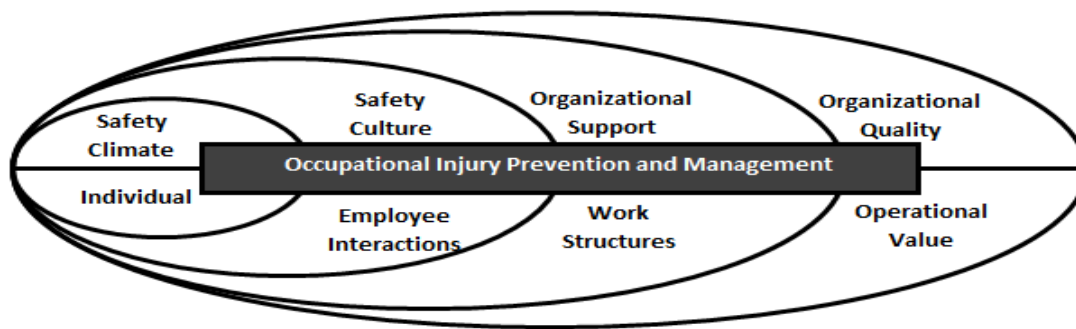 Safety
Climate
Safety
Culture
Organizational
Support
Organizational
Quality
Occupational Injury Prevention and Management
Individual
Employee
Interactions
Work
Structures
Operational
Value